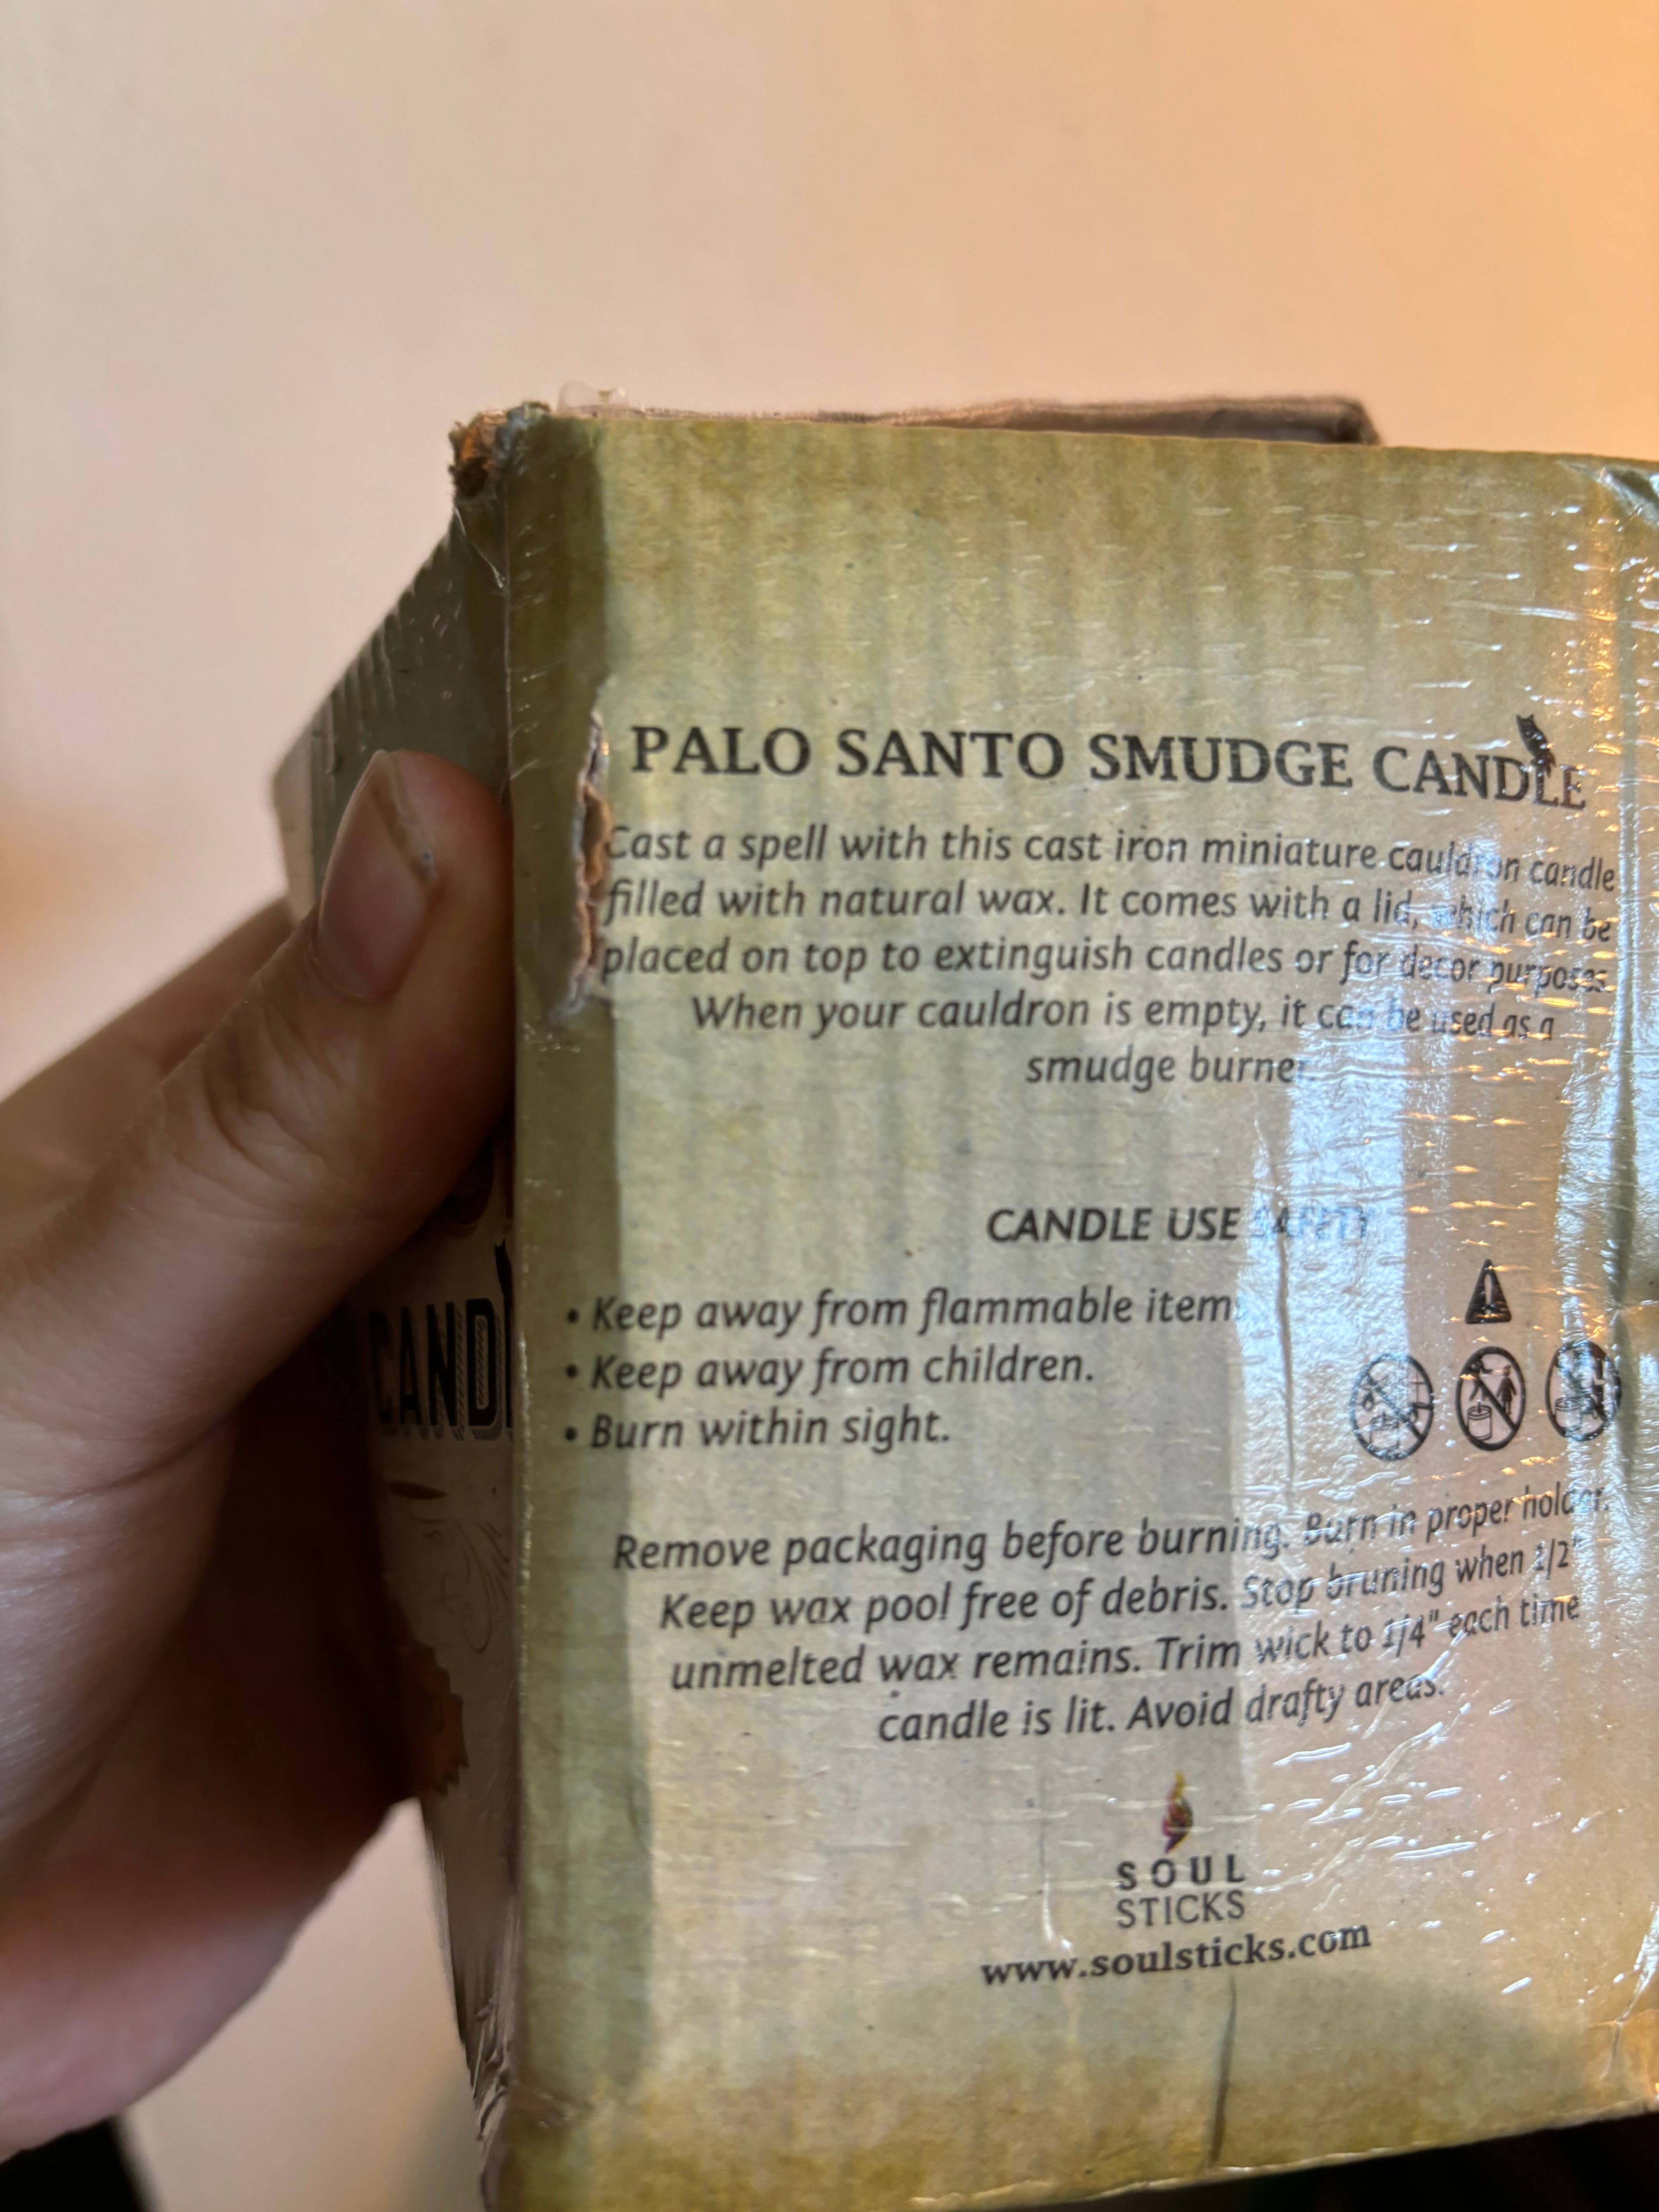 PALO SANTO SMUDGE CANDLE
Cast a spell with this cast iron miniature cauldron candle
filled with natural wax. It comes with a lid, which can be
placed on top to extinguish candles or for decor purposes.
When your cauldron is empty, it can be used as a
smudge burner.
CANDLE USE
• Keep away from flammable item
• Keep away from children.
• Burn within sight.
Remove packaging before burning. Burn in proper holder.
Keep wax pool free of debris. Stop bruning when 1/2"
unmelted wax remains. Trim wick to 1/4" each time
candle is lit. Avoid drafty areas.
SOUL
STICKS
www.soulsticks.com